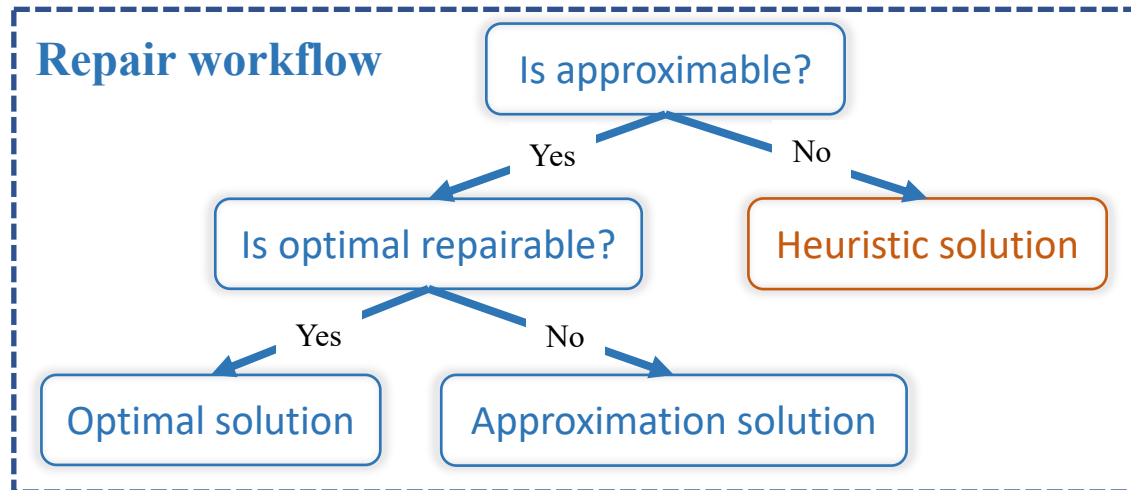 Repair workflow
Is approximable?
Yes
No
Is optimal repairable?
Heuristic solution
Yes
No
Optimal solution
Approximation solution